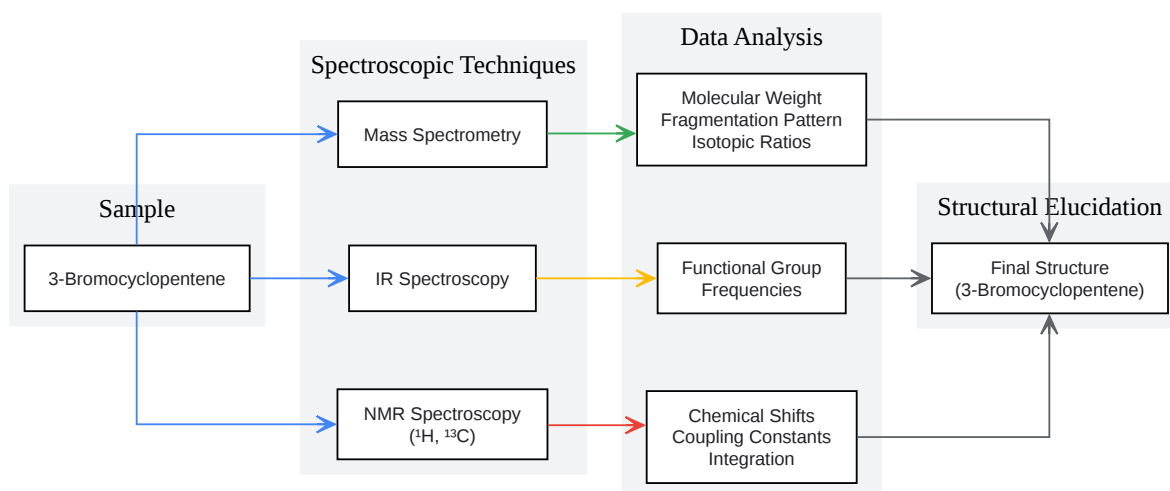 Sample
3-Bromocyclopentene
Spectroscopic Techniques
Mass Spectrometry
IR Spectroscopy
NMR Spectroscopy
(¹H, ¹³C)
Data Analysis
Molecular Weight
Fragmentation Pattern
Isotopic Ratios
Functional Group
Frequencies
Chemical Shifts
Coupling Constants
Integration
Structural Elucidation
Final Structure
(3-Bromocyclopentene)